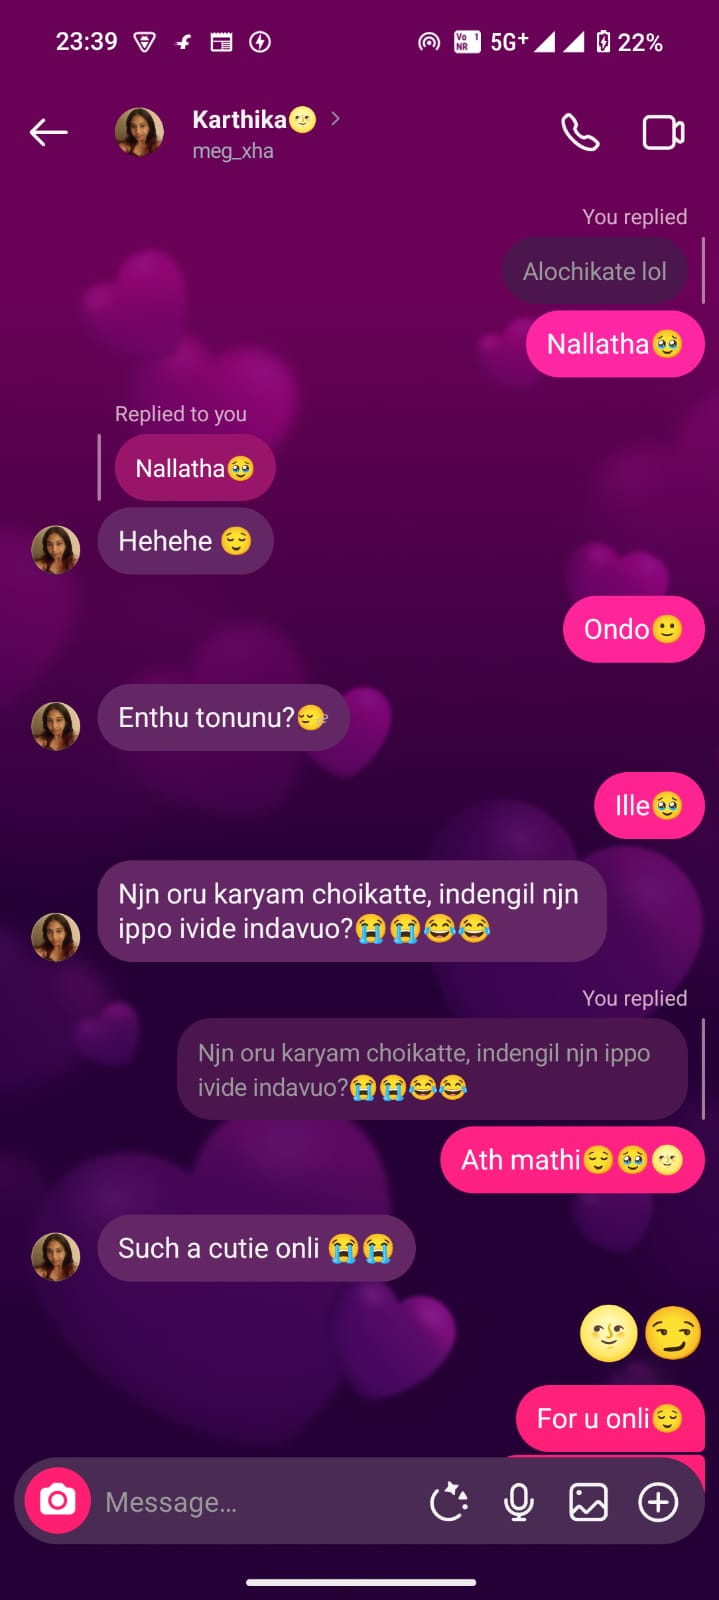 23:39 5G+ 22%
Karthika🌝
meg_xha
You replied
Alochikate lol
Nallatha🥹
Replied to you
Nallatha🥹
Hehehe 😌
Ondo🙂
Enthu tonunu?😮‍💨
Ille🥹
Njn oru karyam choikatte, indengil njn
ippo ivide indavuo?😭😭😂😂
You replied
Njn oru karyam choikatte, indengil njn ippo
ivide indavuo?😭😭😂😂
Ath mathi😌🥹🌝
Such a cutie onli 😭😭
🌝😏
For u onli😌
Message...